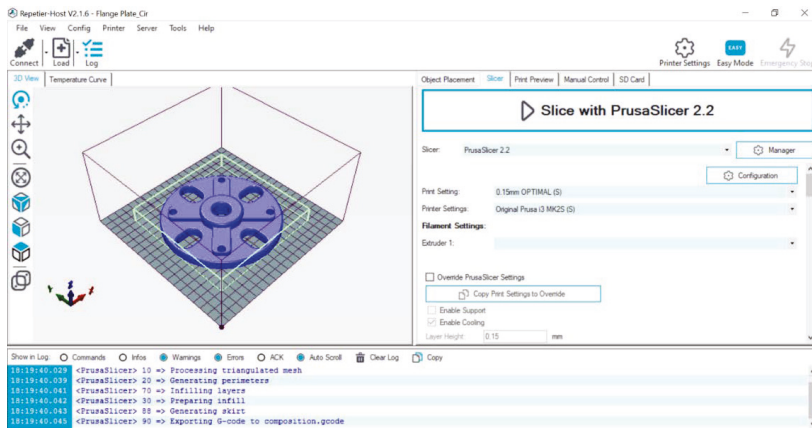 Repetier-Host V2.1.6 - Flange Plate_Cir
File View Config Printer Server Tools Help
Connect Load Log
Printer Settings Easy Mode Emergency Stop
EASY
3D View Temperature Curve
Object Placement Slicer Print Preview Manual Control SD Card
Slice with PrusaSlicer 2.2
Slicer: PrusaSlicer 2.2 Manager
Configuration
Print Setting: 0.15mm OPTIMAL (S)
Printer Settings: Original Prusa i3 MK2S (S)
Filament Settings:
Extruder 1:
Override PrusaSlicer Settings
Copy Print Settings to Override
Enable Support
Enable Cooling
Layer Height: 0.15 mm
Show in Log: Commands Infos Warnings Errors ACK Auto Scroll Clear Log Copy
18:19:40.029 <PrusaSlicer> 10 => Processing triangulated mesh
18:19:40.039 <PrusaSlicer> 20 => Generating perimeters
18:19:40.041 <PrusaSlicer> 70 => Infilling layers
18:19:40.042 <PrusaSlicer> 30 => Preparing infill
18:19:40.043 <PrusaSlicer> 88 => Generating skirt
18:19:40.045 <PrusaSlicer> 90 => Exporting G-code to composition.gcode